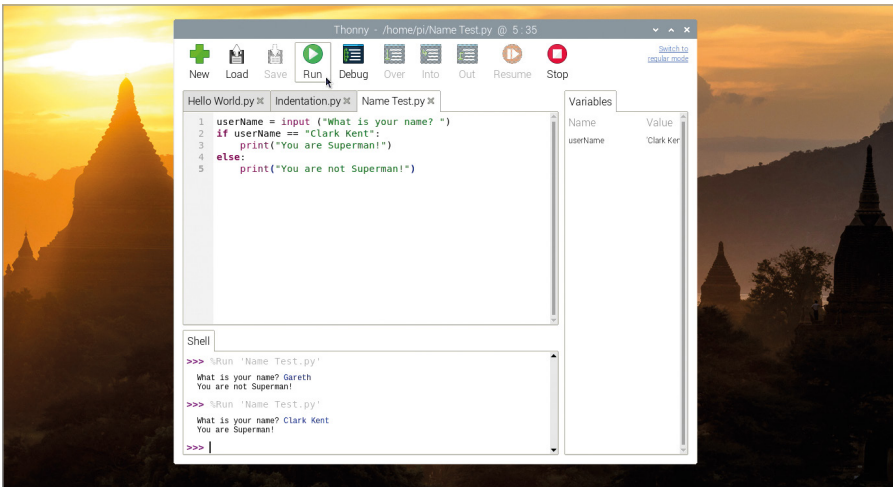 Thonny - /home/pi/Name Test.py @ 5:35
New Load Save Run Debug Over Into Out Resume Stop
Switch to
regular mode
Hello World.py Indentation.py Name Test.py
1 userName = input ("What is your name? ")
2 if userName == "Clark Kent":
3     print("You are Superman!")
4 else:
5     print("You are not Superman!")
Variables
Name Value
userName 'Clark Ker
Shell
>>> %Run 'Name Test.py'
What is your name? Gareth
You are not Superman!
>>> %Run 'Name Test.py'
What is your name? Clark Kent
You are Superman!
>>>